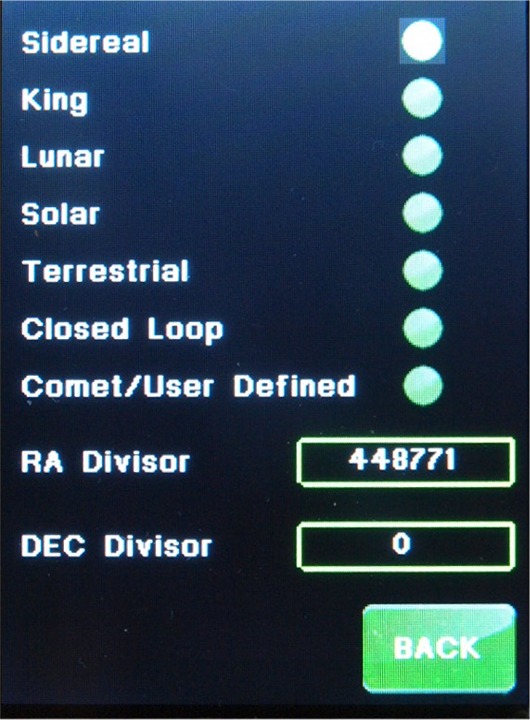 Sidereal
King
Lunar
Solar
Terrestrial
Closed Loop
Comet/User Defined
RA Divisor 448771
DEC Divisor 0
BACK